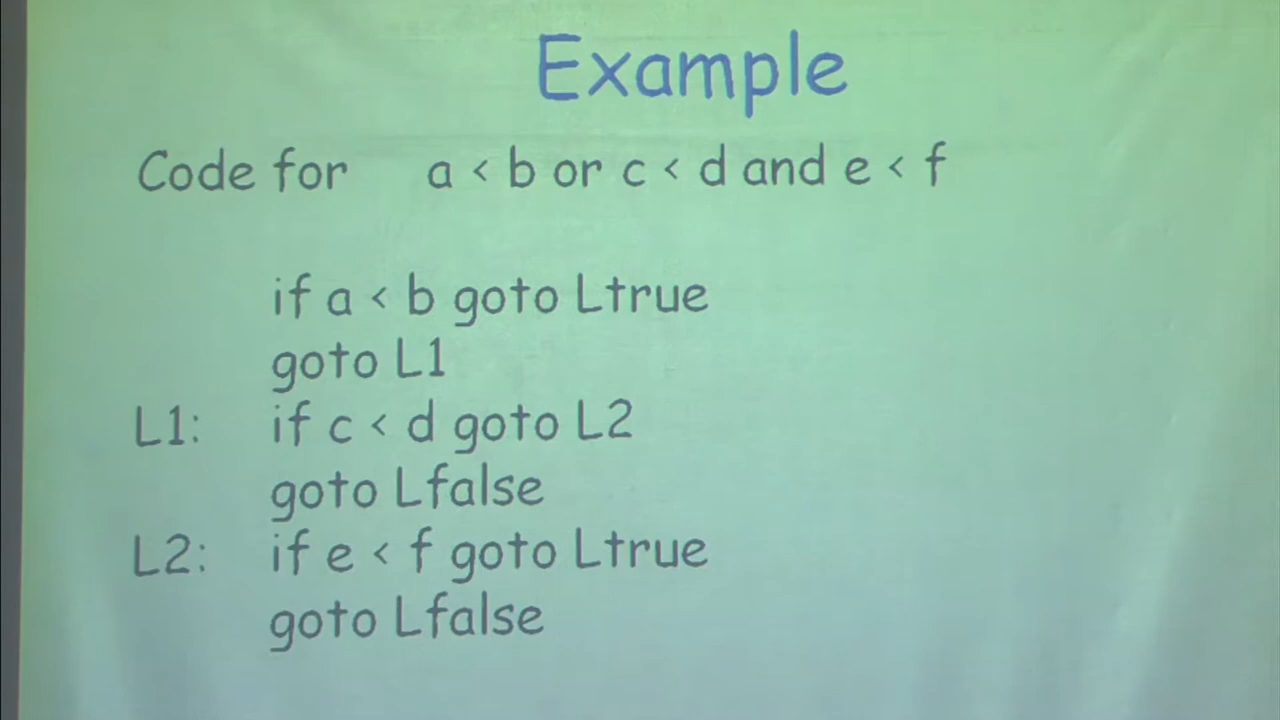 Example
Code for a < b or c < d and e < f
if a < b goto Ltrue
goto L1
L1: if c < d goto L2
goto Lfalse
L2: if e < f goto Ltrue
goto Lfalse